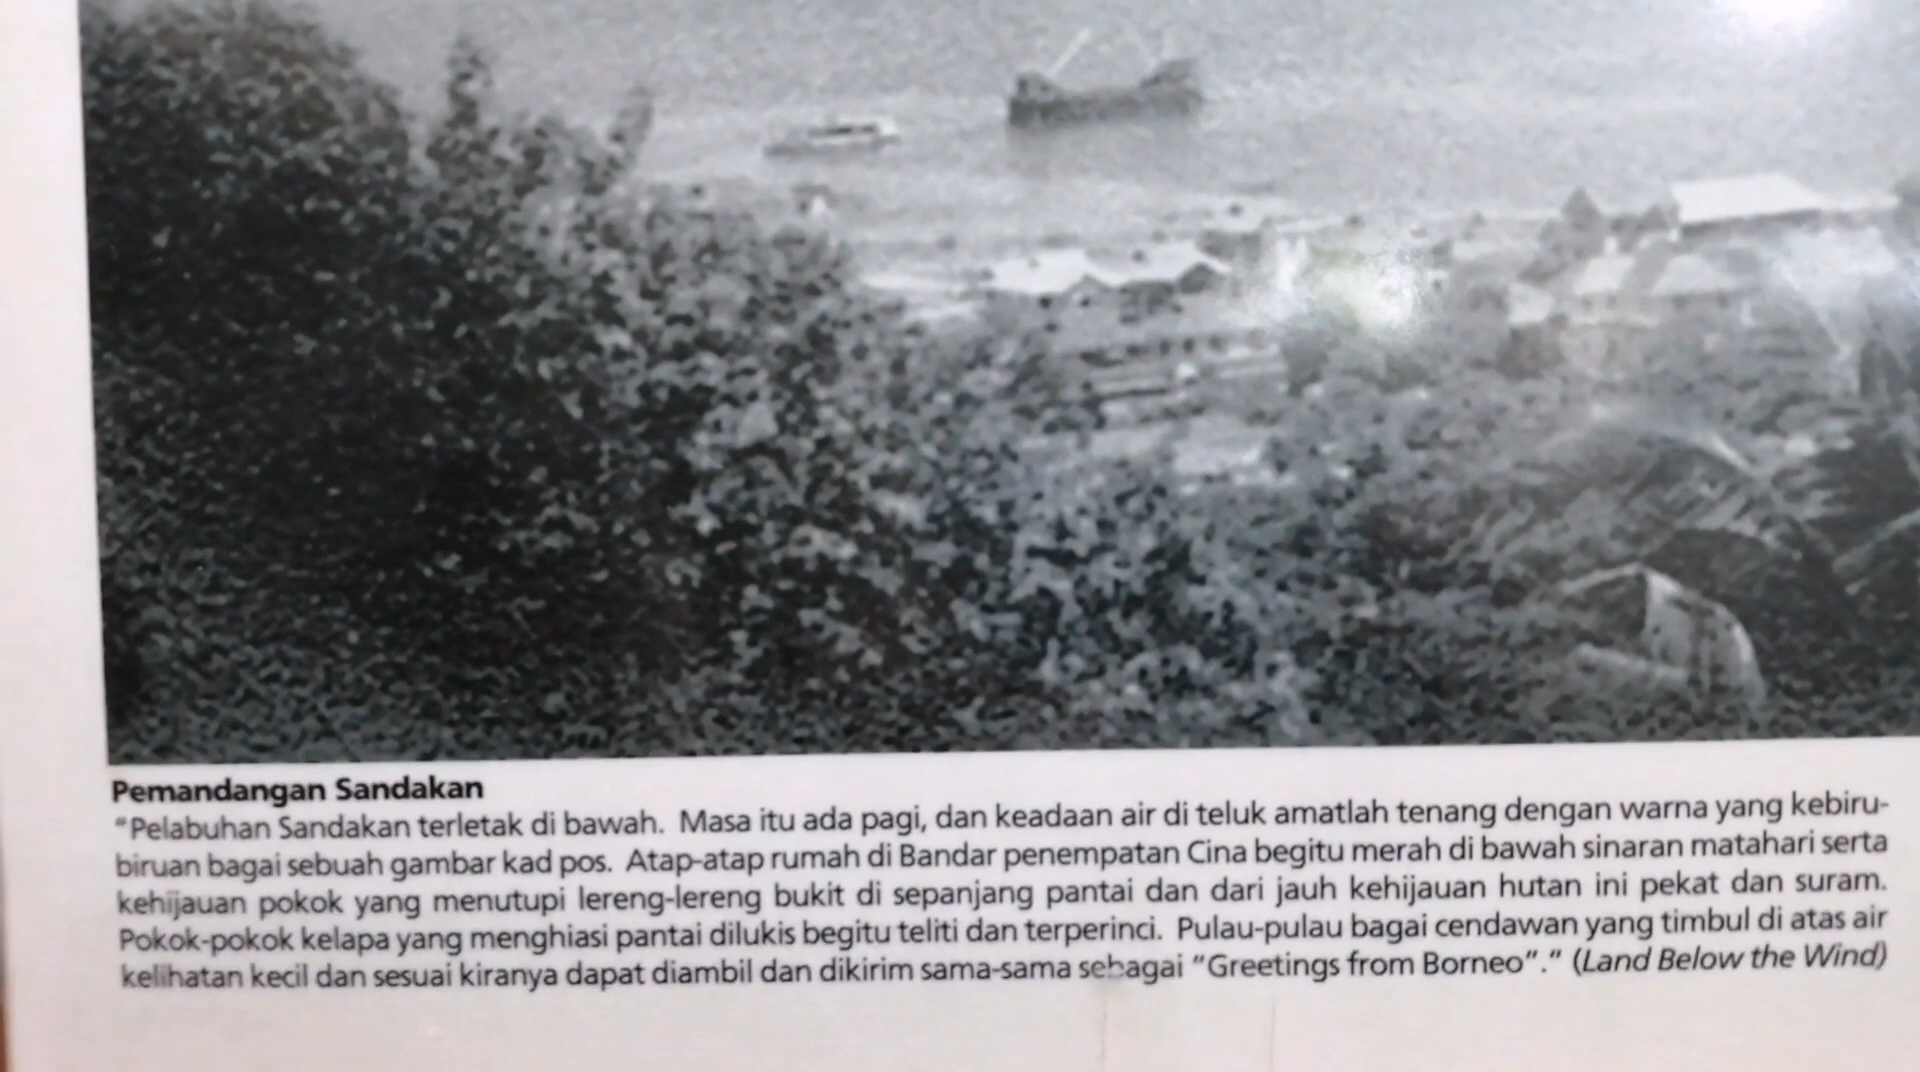 Pemandangan Sandakan
"Pelabuhan Sandakan terletak di bawah. Masa itu ada pagi, dan keadaan air di teluk amatlah tenang dengan warna yang kebiru-
biruan bagai sebuah gambar kad pos. Atap-atap rumah di Bandar penempatan Cina begitu merah di bawah sinaran matahari serta
kehijauan pokok yang menutupi lereng-lereng bukit di sepanjang pantai dan dari jauh kehijauan hutan ini pekat dan suram.
Pokok-pokok kelapa yang menghiasi pantai dilukis begitu teliti dan terperinci. Pulau-pulau bagai cendawan yang timbul di atas air
kelihatan kecil dan sesuai kiranya dapat diambil dan dikirim sama-sama sebagai "Greetings from Borneo"." (Land Below the Wind)